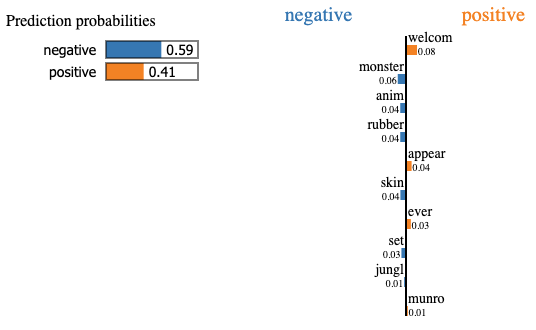 Prediction probabilities
negative 0.59
positive 0.41
negative positive
welcom
0.08
monster
0.06
anim
0.04
rubber
0.04
appear
0.04
skin
0.04
ever
0.03
set
0.03
jungl
0.01
munro
0.01